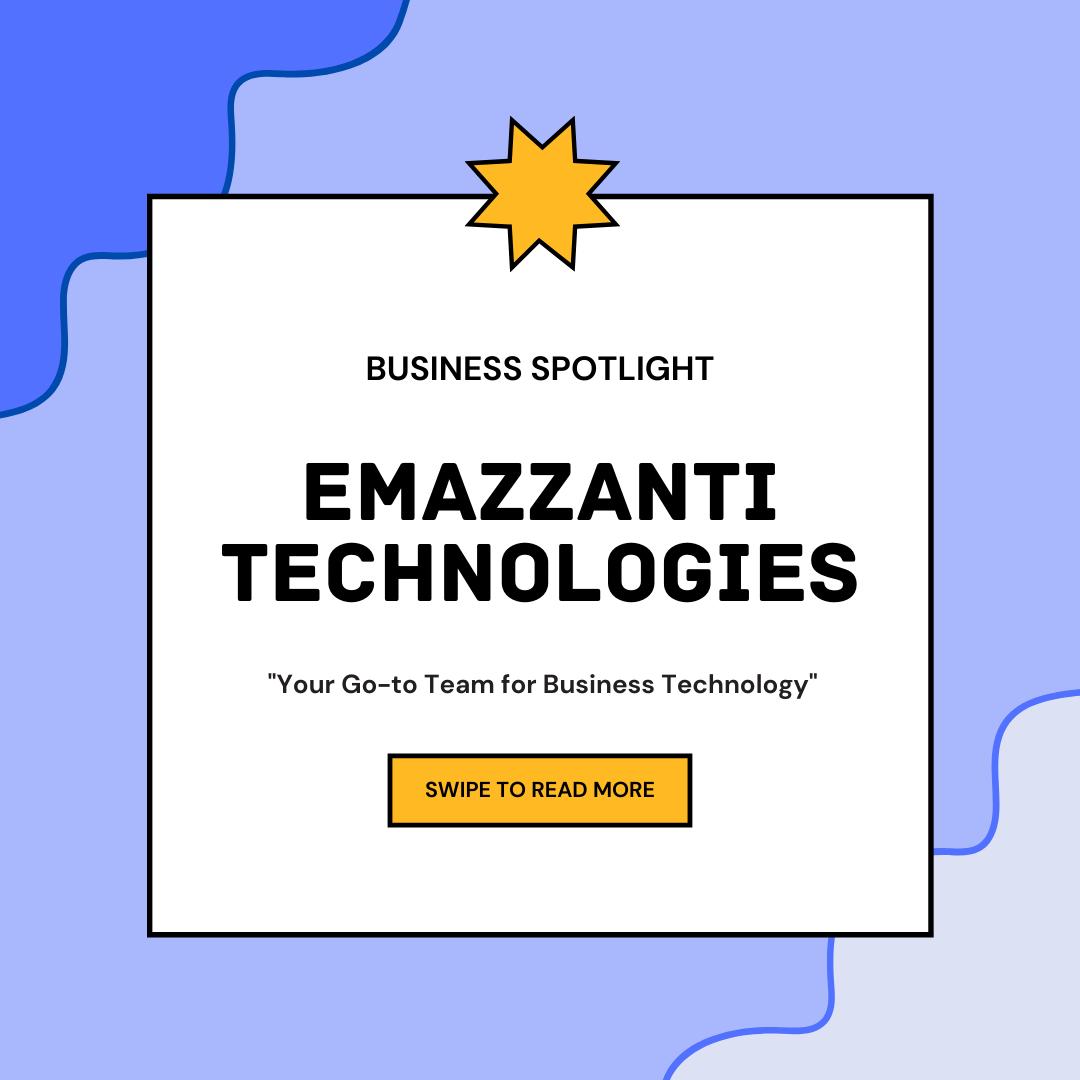 BUSINESS SPOTLIGHT
EMAZZANTI
TECHNOLOGIES
"Your Go-to Team for Business Technology"
SWIPE TO READ MORE